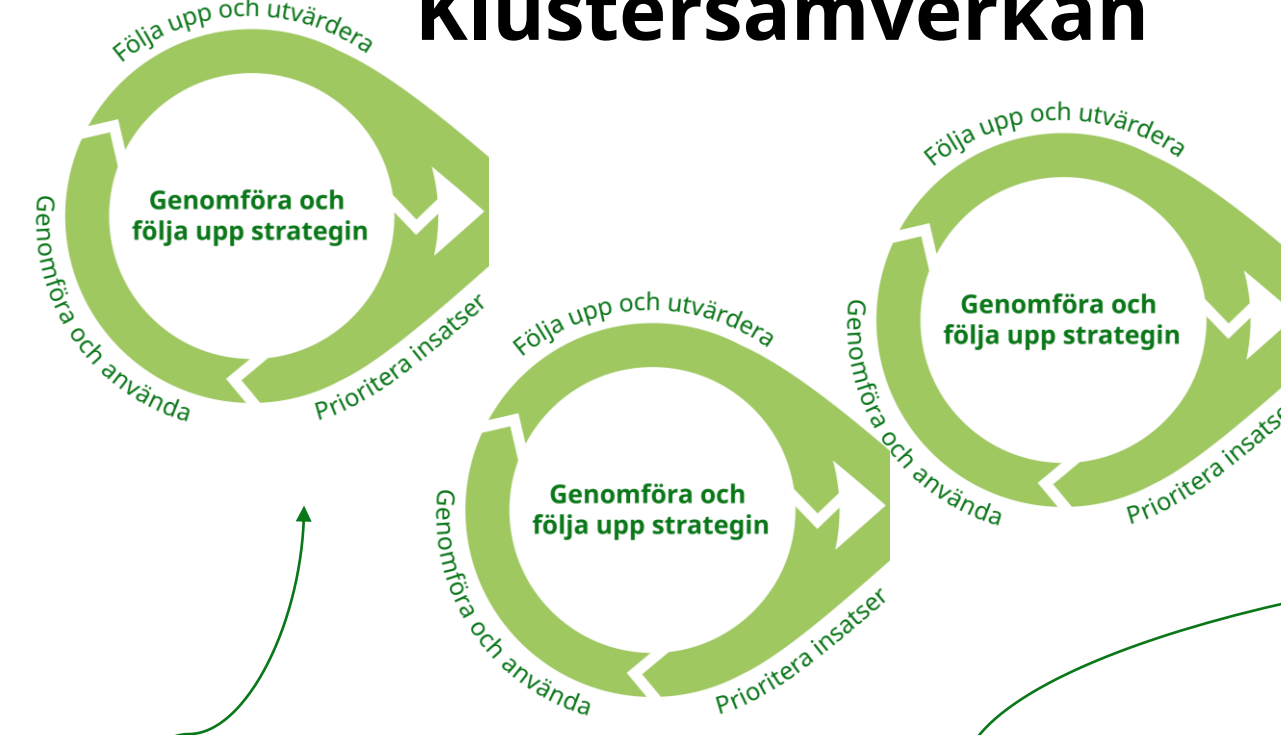 Klustersamverkan
Följa upp och utvärdera
Genomföra och
följa upp strategin
Genomföra och använda
Prioritera insatser
Följa upp och utvärdera
Genomföra och
följa upp strategin
Genomföra och använda
Prioritera insatser
Följa upp och utvärdera
Genomföra och
följa upp strategin
Genomföra och använda
Prioritera insatse